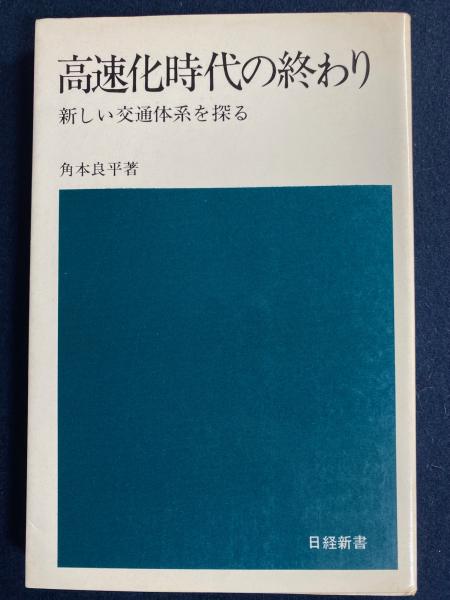 高速化時代の終わり
新しい交通体系を探る
角本良平著
日経新書